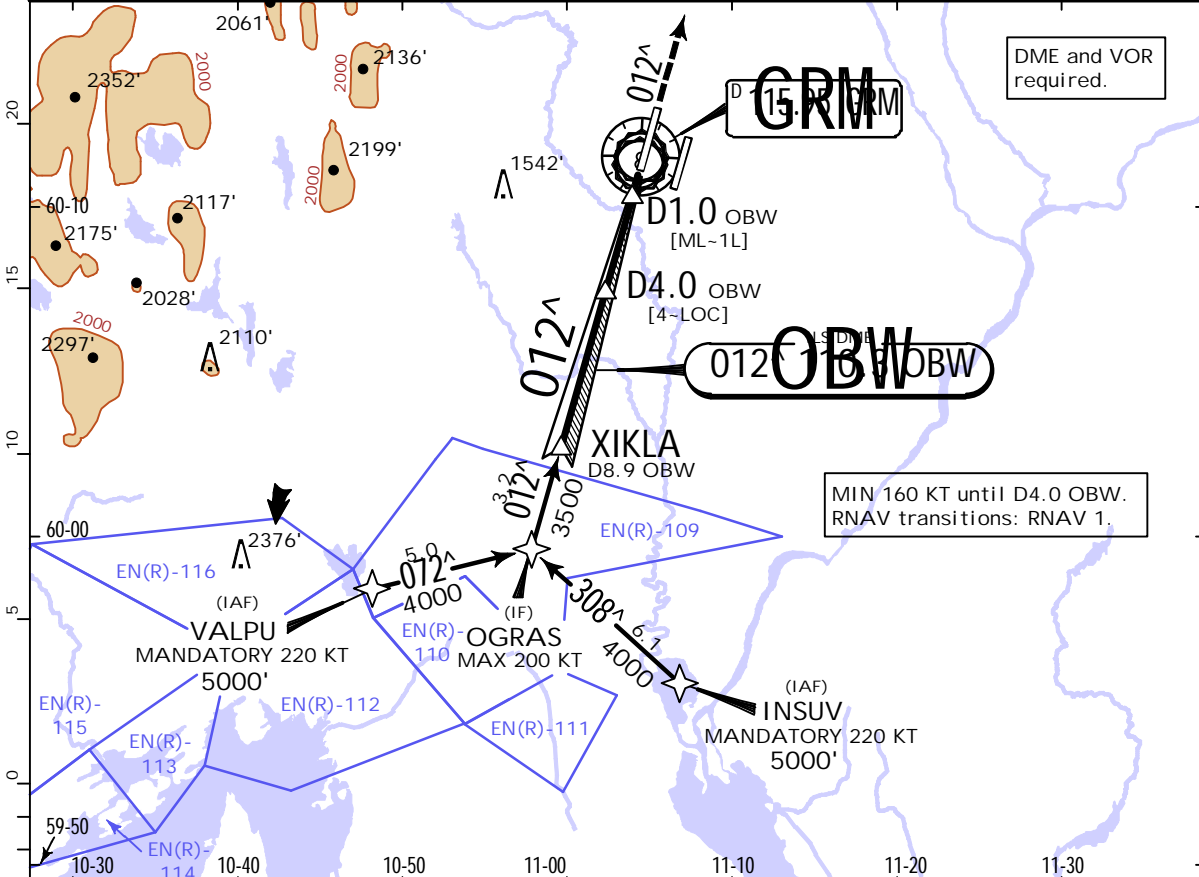 2061'
012^
DME and VOR
required.
2352'
2000
2000
2136'
D
GRM
20
2199'
2000
1542'
60-10
2117'
D1.0 OBW
[ML~1L]
2175'
15
2028'
D4.0 OBW
[4~LOC]
2000
2297'
2110'
012^
OBW
012^ 110.3 OBW
10
XIKLA
D8.9 OBW
3.2
012^
3500
MIN 160 KT until D4.0 OBW.
RNAV transitions: RNAV 1.
60-00
2376'
EN(R)-109
EN(R)-116
5.0
072^
4000
(IAF)
VALPU
MANDATORY 220 KT
5000'
5
EN(R)-
110
(IF)
OGRAS
MAX 200 KT
308^
6.1
4000
(IAF)
INSUV
MANDATORY 220 KT
5000'
EN(R)-
115
EN(R)-112
EN(R)-111
EN(R)-
113
0
59-50
EN(R)-
114
10-30
10-40
10-50
11-00
11-10
11-20
11-30